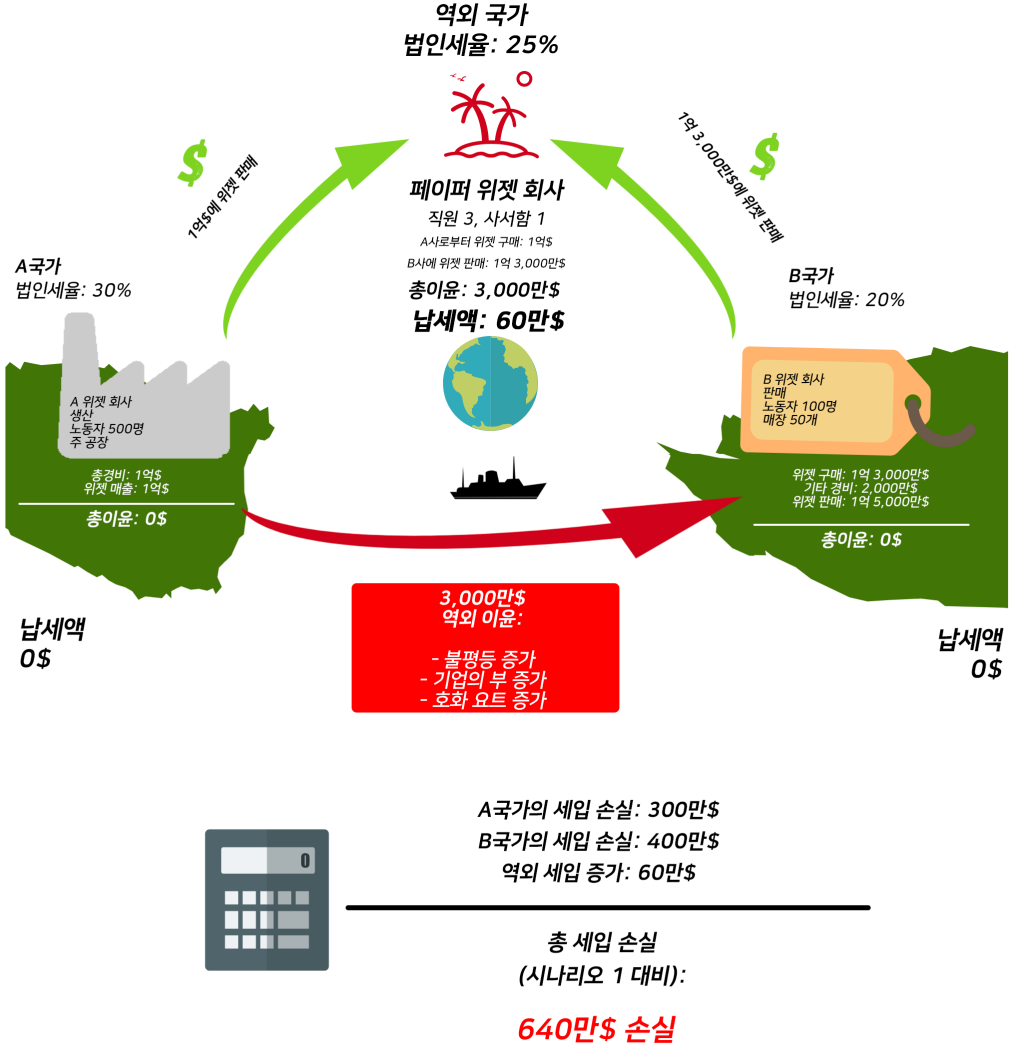 역외 국가
법인세율: 25%
$
1억$에 위젯 판매
1억 3,000만$에 위젯 판매
$
페이퍼 위젯 회사
직원 3, 사서함 1
A사로부터 위젯 구매: 1억$
B사에 위젯 판매: 1억 3,000만$
총이윤: 3,000만$
납세액: 60만$
A국가
법인세율: 30%
B국가
법인세율: 20%
A 위젯 회사
생산
노동자 500명
주 공장
총경비: 1억$
위젯 매출: 1억$
총이윤: 0$
B 위젯 회사
판매
노동자 100명
매장 50개
위젯 구매: 1억 3,000만$
기타 경비: 2,000만$
위젯 판매: 1억 5,000만$
총이윤: 0$
납세액
0$
납세액
0$
3,000만$
역외 이윤:
- 불평등 증가
- 기업의 부 증가
- 호화 요트 증가
A국가의 세입 손실: 300만$
B국가의 세입 손실: 400만$
역외 세입 증가: 60만$
0
총 세입 손실
(시나리오 1 대비):
640만$ 손실